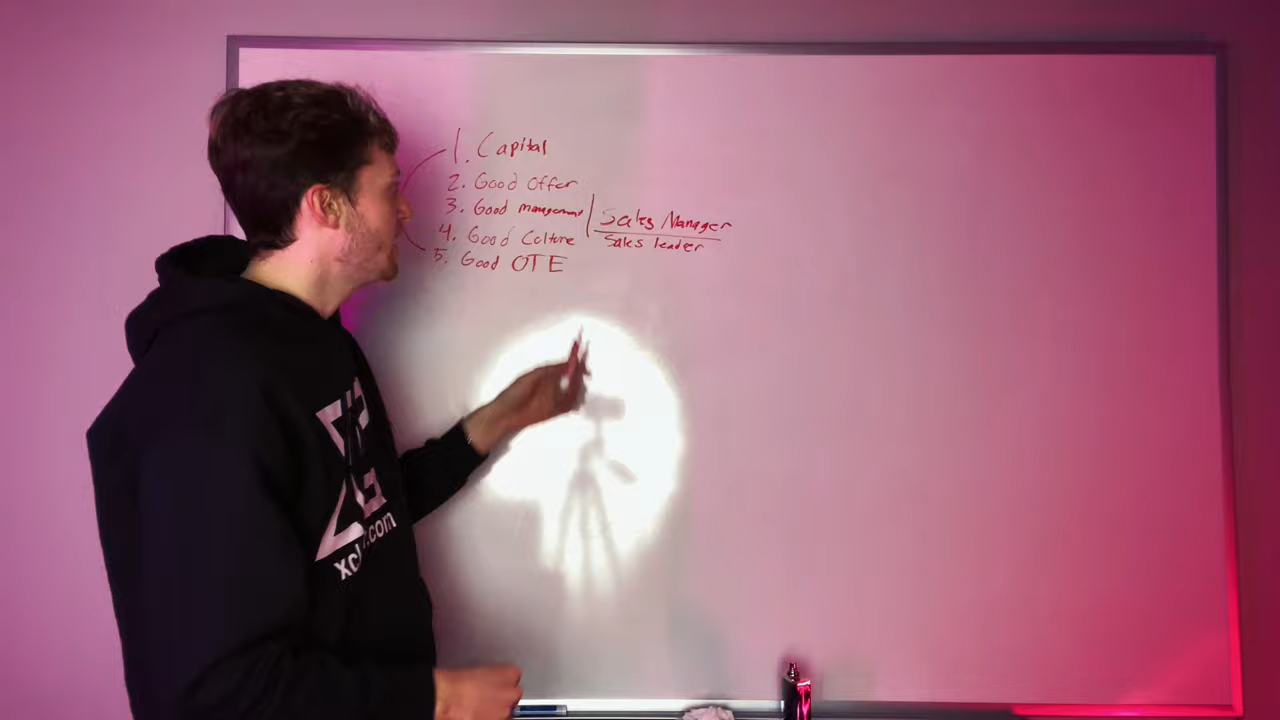 1. Capital
2. Good Offer
3. Good management
Sales Manager
Sales leader
4. Good Culture
5. Good OTE